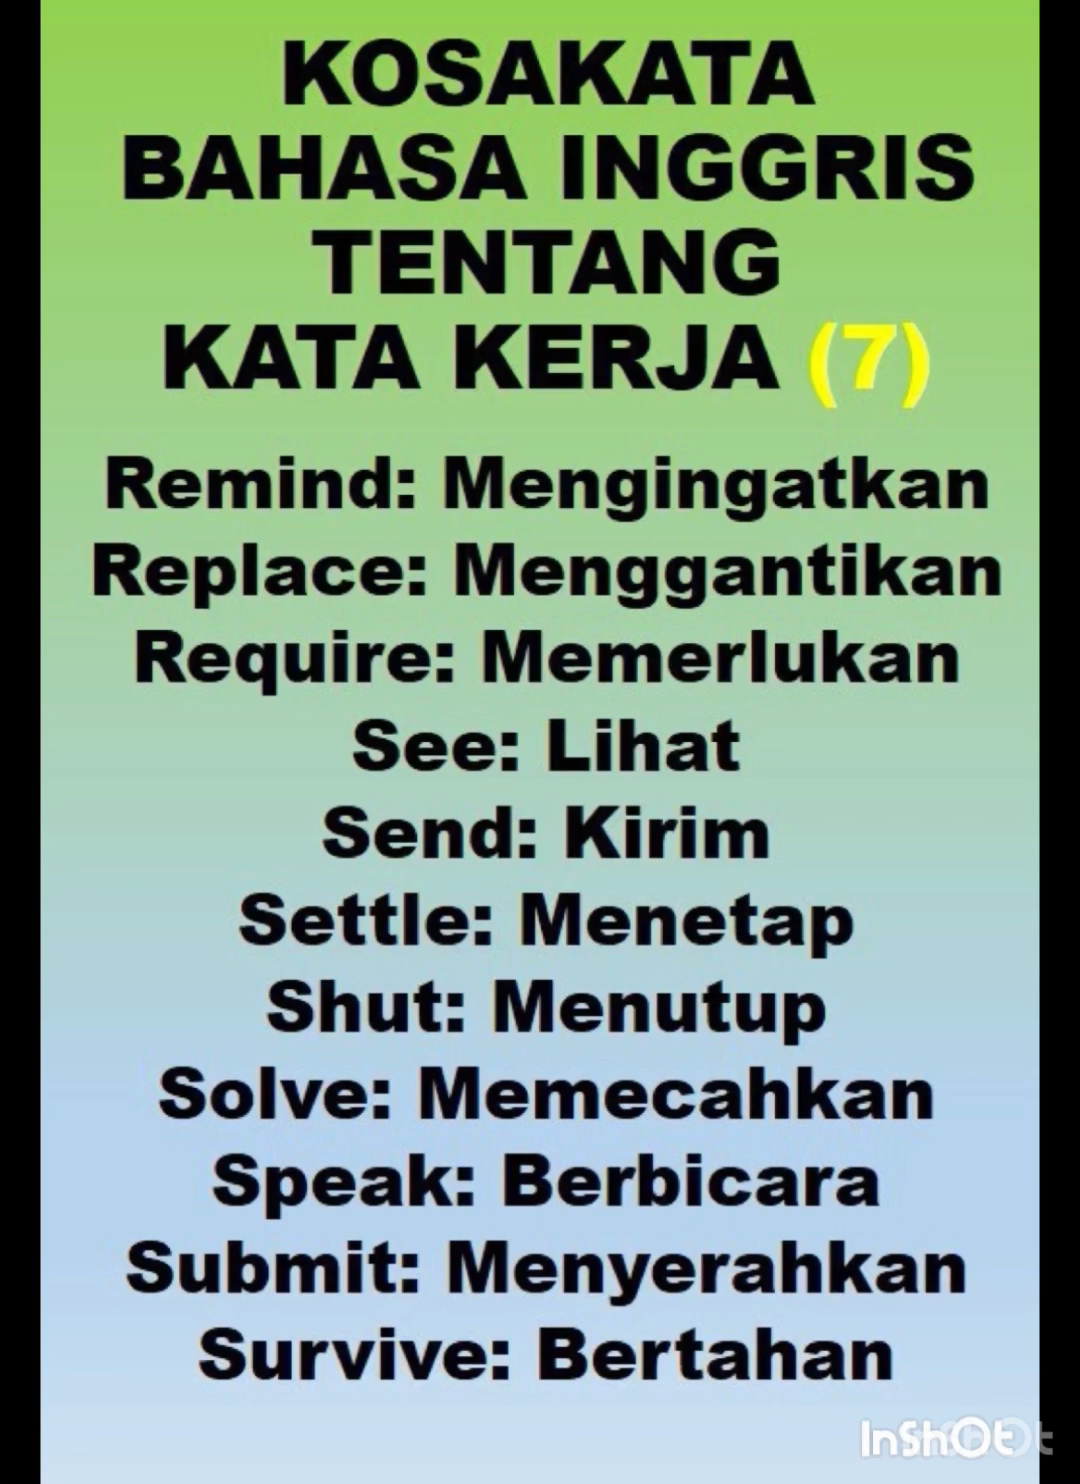 KOSAKATA
BAHASA INGGRIS
TENTANG
KATA KERJA (7)
Remind: Mengingatkan
Replace: Menggantikan
Require: Memerlukan
See: Lihat
Send: Kirim
Settle: Menetap
Shut: Menutup
Solve: Memecahkan
Speak: Berbicara
Submit: Menyerahkan
Survive: Bertahan
InShOt